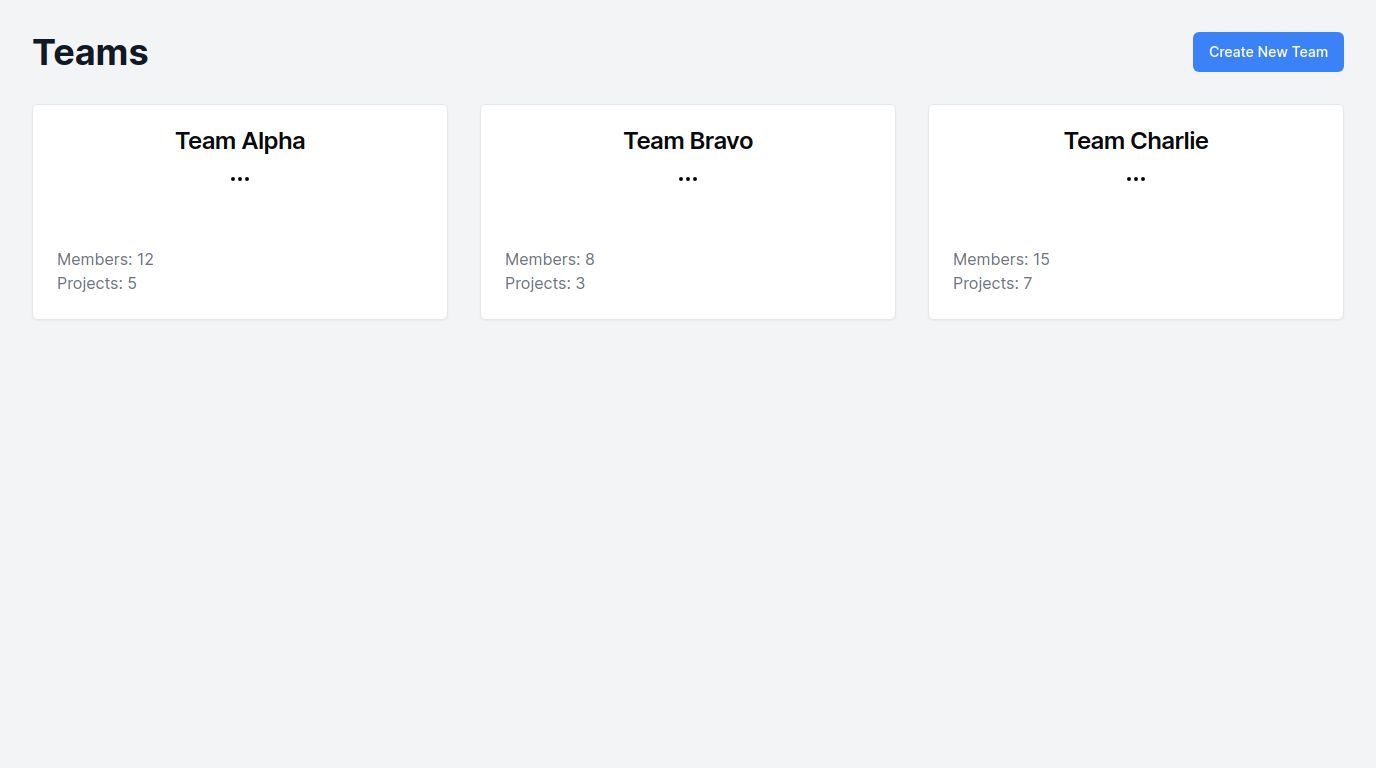 Teams
Create New Team
Team Alpha
...
Members: 12
Projects: 5
Team Bravo
...
Members: 8
Projects: 3
Team Charlie
...
Members: 15
Projects: 7